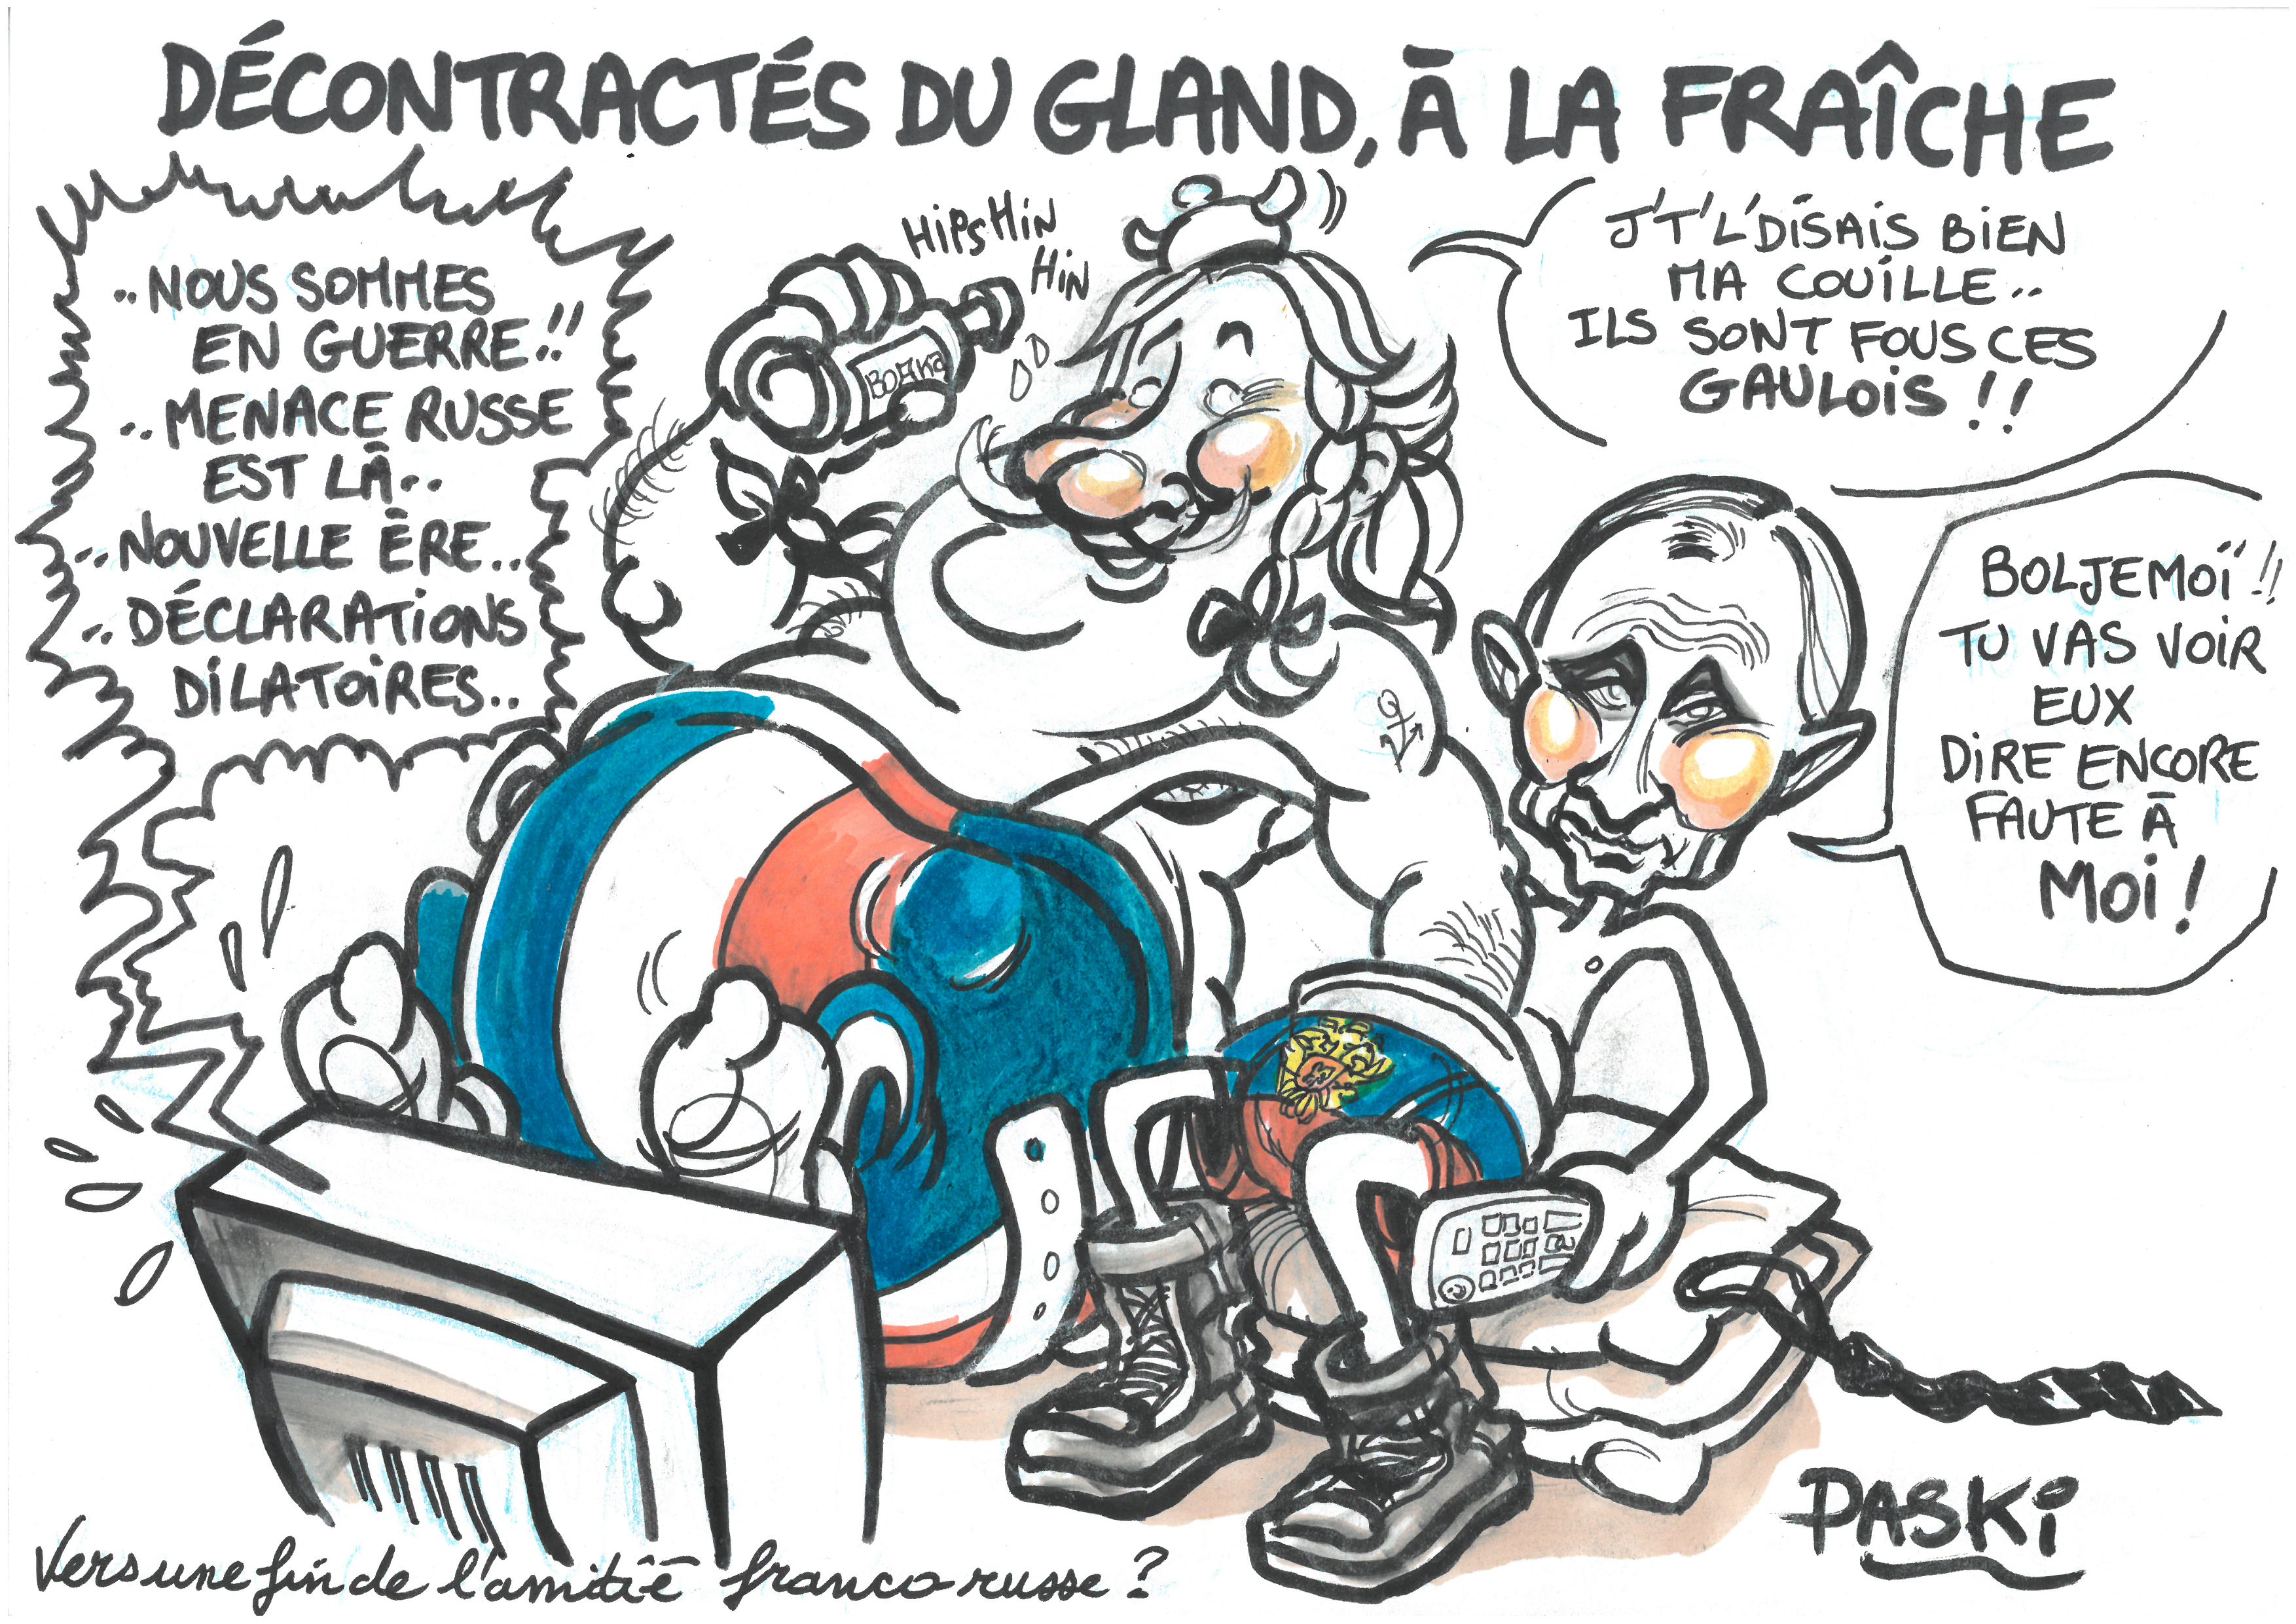 DÉCONTRACTÉS DU GLAND, À LA FRAÎCHE
..NOUS SOMMES
EN GUERRE!!
..MENACE RUSSE
EST LÀ..
..NOUVELLE ÈRE..
..DÉCLARATIONS
DILATOIRES..
HIPS HIN
HIN
J'T'L'DISAIS BIEN
MA COUILLE..
ILS SONT FOUS CES
GAULOIS !!
BOLJEMOÏ !!
TU VAS VOIR
EUX
DIRE ENCORE
FAUTE À
MOI !
PASKI
Vers une fin de l'amitié franco-russe ?